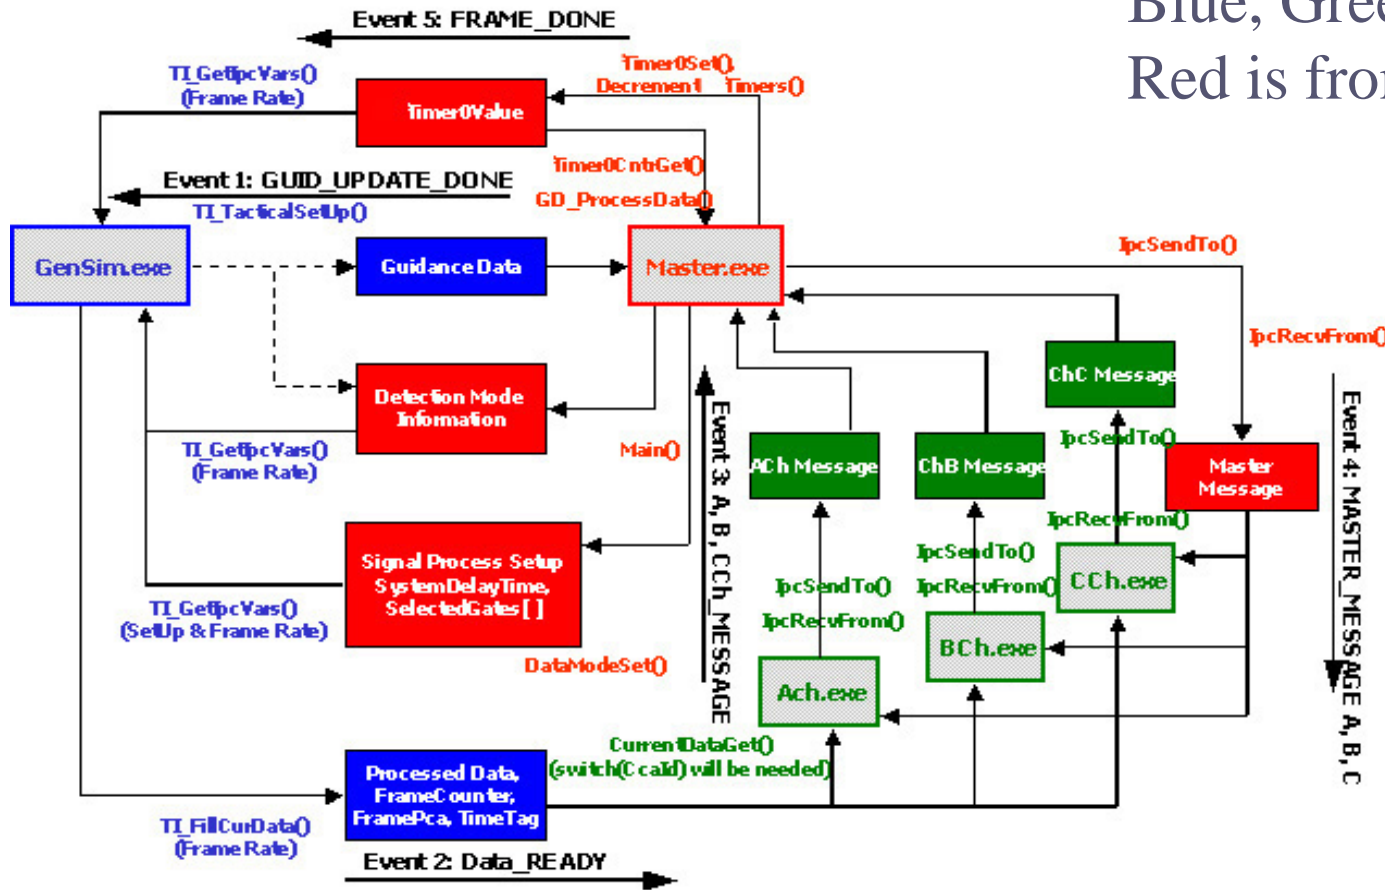 Blue, Gree
Red is from
Event 5: FRAME_DONE
TI_GetIpcVars()
(Frame Rate)
Timer0Set(),
Decrement Timers()
Timer0Value
Timer0CntrGet()
GD_ProcessData()
Event 1: GUID_UPDATE_DONE
TI_TacticalSetUp()
GenSim.exe
Guidance Data
Master.exe
IpcSendTo()
IpcRecvFrom()
ChC Message
Detection Mode
Information
TI_GetIpcVars()
(Frame Rate)
Main()
Event 3: A, B, CCh_MESSAGE
ACh Message
ChB Message
IpcSendTo()
Master
Message
Event 4: MASTER_MESSAGE A, B, C
IpcRecvFrom()
Signal Process Setup
SystemDelayTime,
SelectedGates[ ]
IpcSendTo()
IpcRecvFrom()
IpcSendTo()
IpcRecvFrom()
CCh.exe
TI_GetIpcVars()
(SetUp & Frame Rate)
BCh.exe
DataModeSet()
Ach.exe
CurrentDataGet()
(switch(CcaId) will be needed)
Processed Data,
FrameCounter,
FramePca, TimeTag
TI_FillCurData()
(Frame Rate)
Event 2: Data_READY